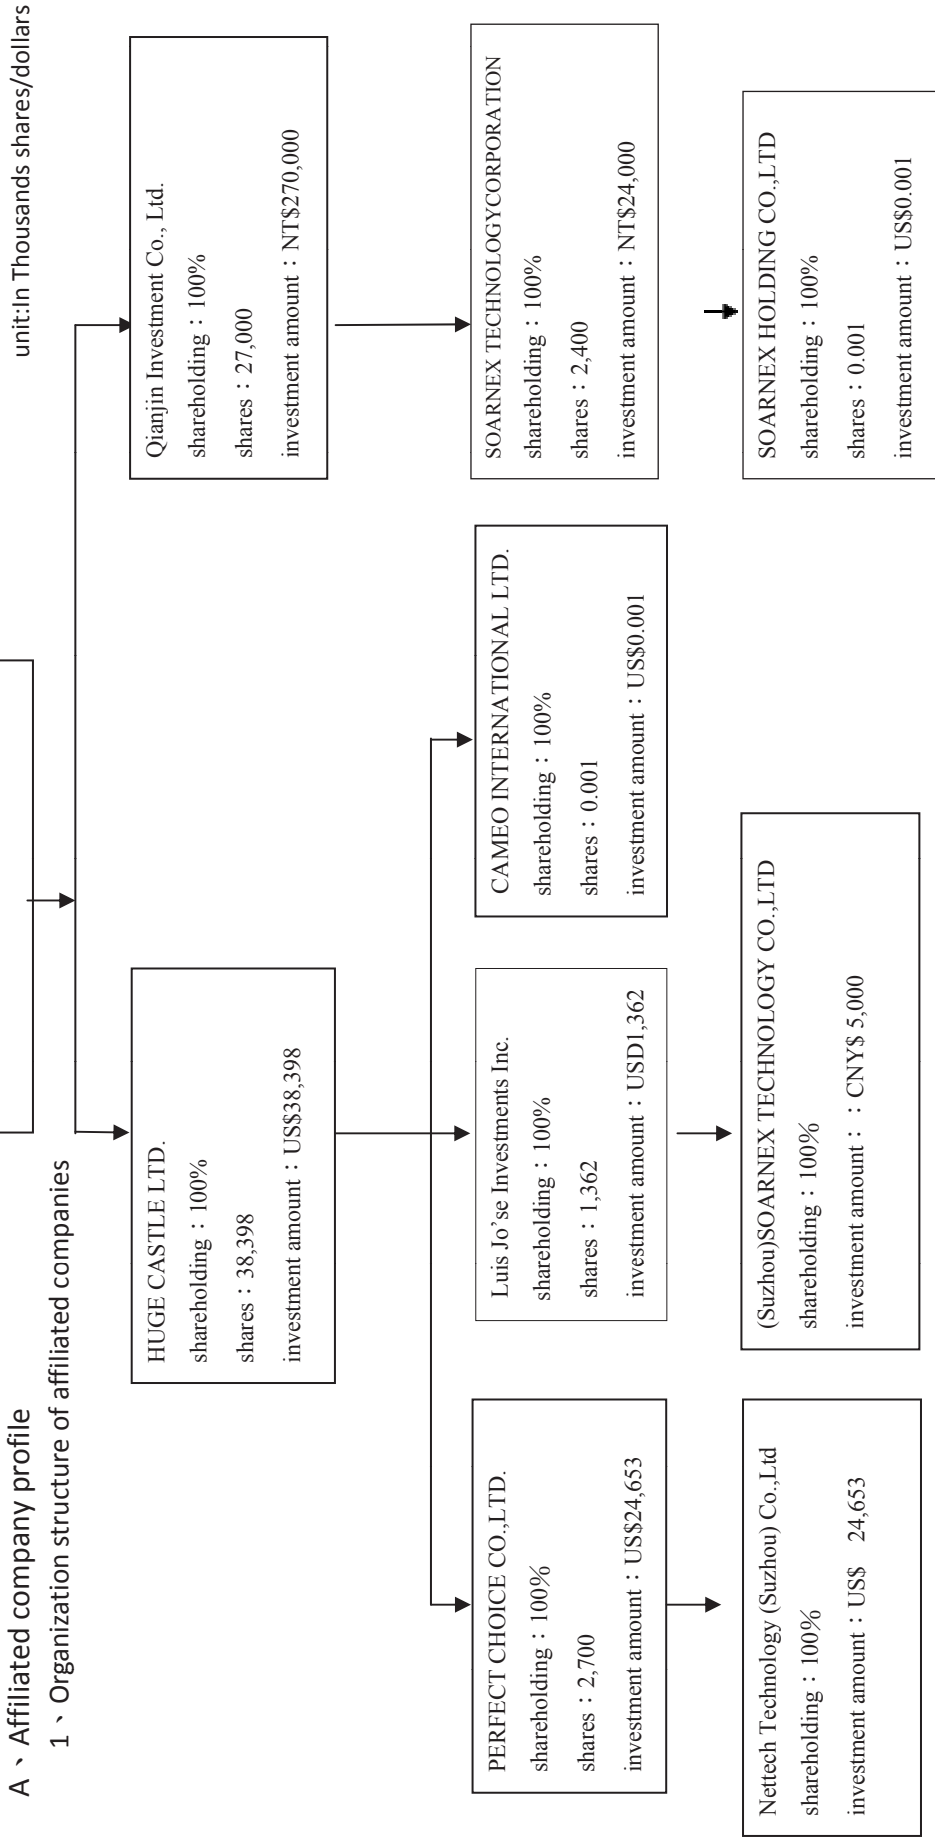 A、Affiliated company profile
1、Organization structure of affiliated companies
unit:In Thousands shares/dollars
HUGE CASTLE LTD.
shareholding：100%
shares：38,398
investment amount：US$38,398
Qianjin Investment Co., Ltd.
shareholding：100%
shares：27,000
investment amount：NT$270,000
PERFECT CHOICE CO.,LTD.
shareholding：100%
shares：2,700
investment amount：US$24,653
Luis Jo’se Investments Inc.
shareholding：100%
shares：1,362
investment amount：USD1,362
CAMEO INTERNATIONAL LTD.
shareholding：100%
shares：0.001
investment amount：US$0.001
SOARNEX TECHNOLOGYCORPORATION
shareholding：100%
shares：2,400
investment amount：NT$24,000
Nettech Technology (Suzhou) Co.,Ltd
shareholding：100%
investment amount：US$ 24,653
(Suzhou)SOARNEX TECHNOLOGY CO.,LTD
shareholding：100%
investment amount：：CNY$ 5,000
SOARNEX HOLDING CO.,LTD
shareholding：100%
shares：0.001
investment amount：US$0.001